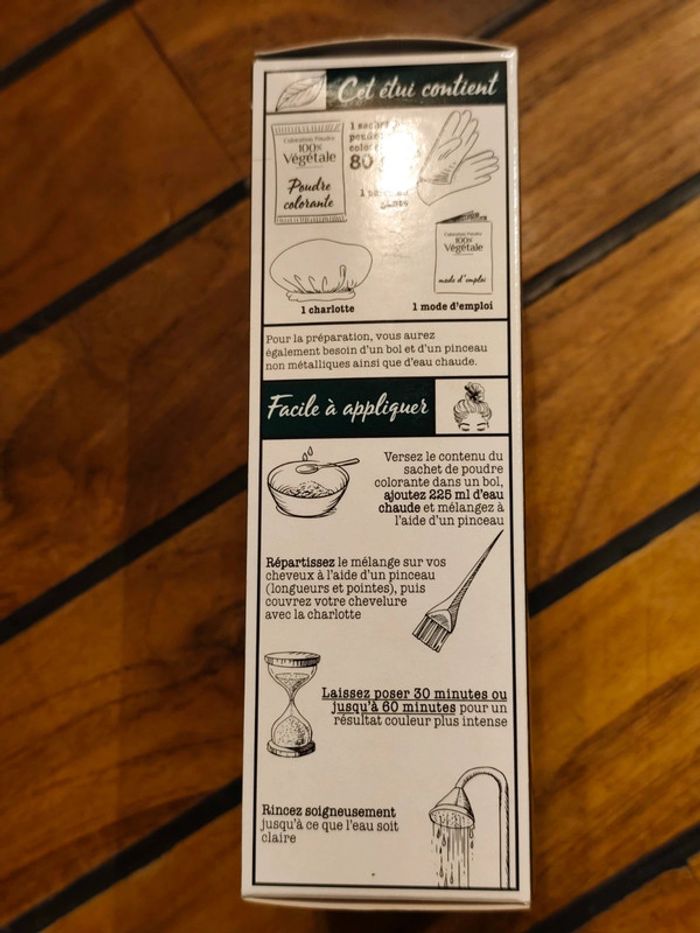 Cet étui contient
Coloration Poudre
100%
Végétale
Poudre
colorante
1 sachet
80
1
Coloration Poudre
100%
Végétale
mode d'emploi
1 charlotte
1 mode d'emploi
Pour la préparation, vous aurez
également besoin d'un bol et d'un pinceau
non métalliques ainsi que d'eau chaude.
Facile à appliquer
Versez le contenu du
sachet de poudre
colorante dans un bol,
ajoutez 225 ml d'eau
chaude et mélangez à
l'aide d'un pinceau
Répartissez le mélange sur vos
cheveux à l'aide d'un pinceau
(longueurs et pointes), puis
couvrez votre chevelure
avec la charlotte
Laissez poser 30 minutes ou
jusqu'à 60 minutes pour un
résultat couleur plus intense
Rincez soigneusement
jusqu'à ce que l'eau soit
claire